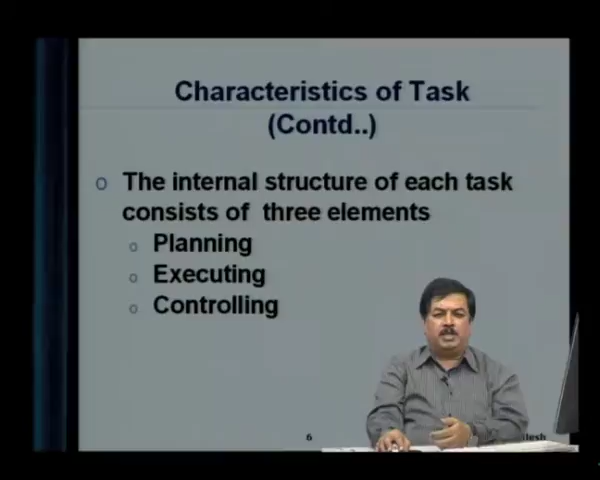 Characteristics of Task
(Contd..)
o The internal structure of each task
consists of three elements
o Planning
o Executing
o Controlling
6